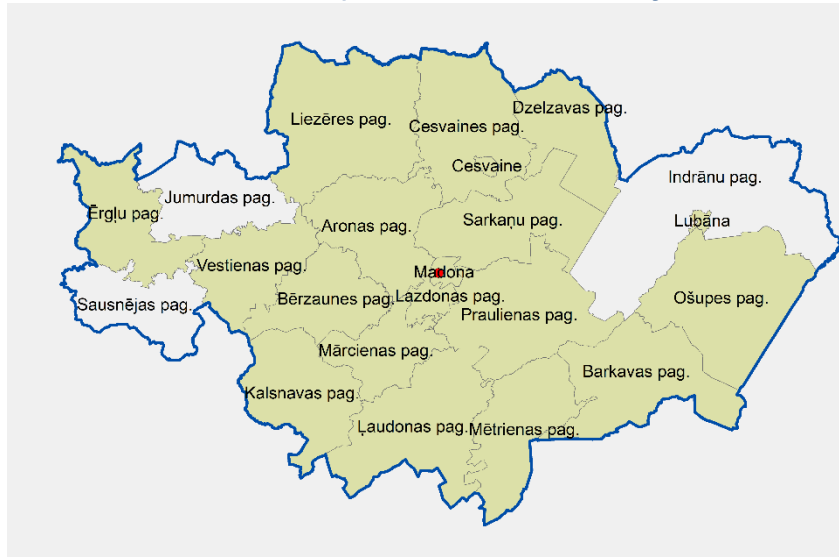 Dzelzavas pag.
Liezēres pag.
Cesvaines pag.
Cesvaine
Indrānu pag.
Jumurdas pag.
Ērgļu pag.
Aronas pag.
Sarkaņu pag.
Lubāna
Vestienas pag.
Madona
Bērzaunes pag.
Lazdonas pag.
Ošupes pag.
Sausnējas pag.
Praulienas pag.
Mārcienas pag.
Barkavas pag.
Kalsnavas pag.
Ļaudonas pag.
Mētrienas pag.